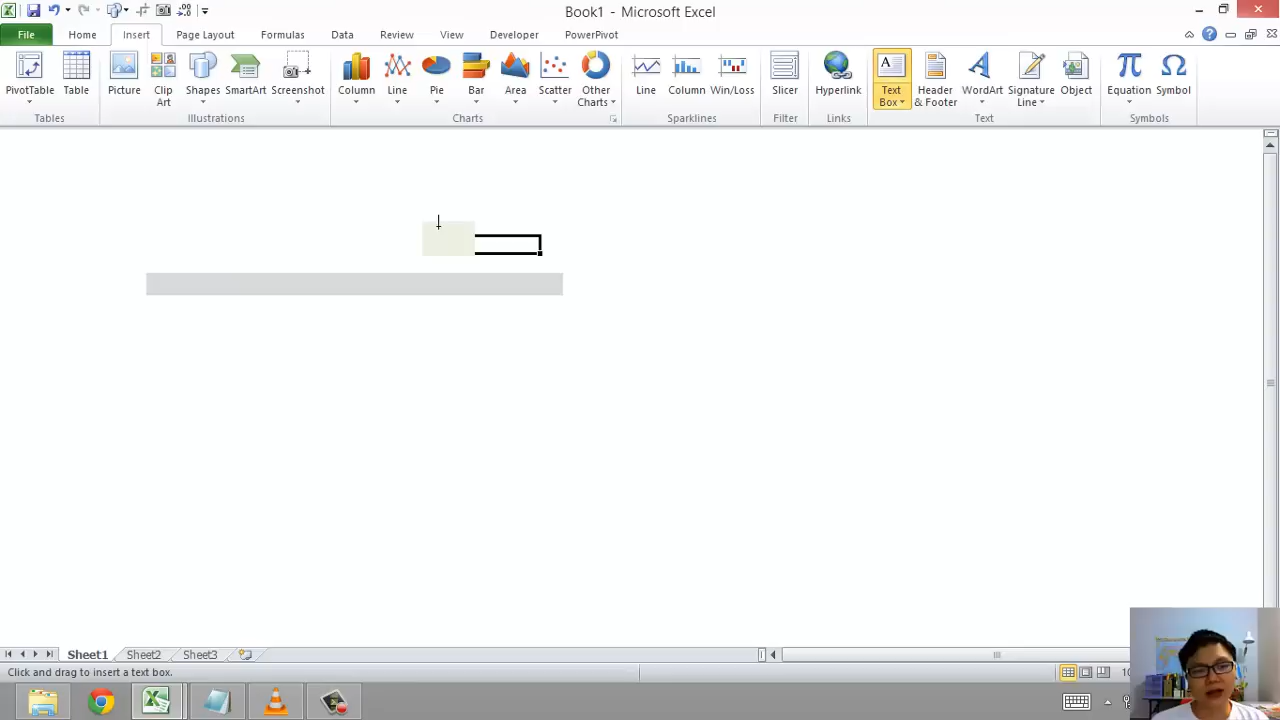 Book1 - Microsoft Excel
File Home Insert Page Layout Formulas Data Review View Developer PowerPivot
PivotTable Table Picture Clip Art Shapes SmartArt Screenshot Column Line Pie Bar Area Scatter Other Charts Line Column Win/Loss Slicer Hyperlink Text Box Header & Footer WordArt Signature Line Object Equation Symbol
Tables Illustrations Charts Sparklines Filter Links Text Symbols
Sheet1 Sheet2 Sheet3
Click and drag to insert a text box.